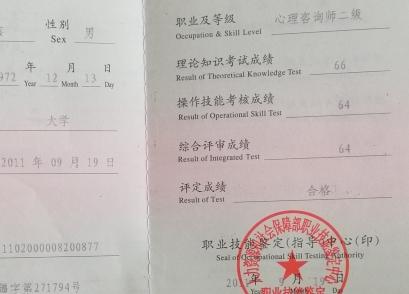 性别
Sex 男
972 年 12 月 13 日
Year Month Day
大学
2011 年 09 月 19 日
1102000008200877
字第271794号
职业及等级 心理咨询师二级
Occupation & Skill Level
理论知识考试成绩 66
Result of Theoretical Knowledge Test
操作技能考核成绩 64
Result of Operational Skill Test
综合评审成绩 64
Result of Integrated Test
评定成绩 合格
Result of Test
职业技能鉴定(指导)中心(印)
Seal of Occupational Skill Testing Authority
年 月 日